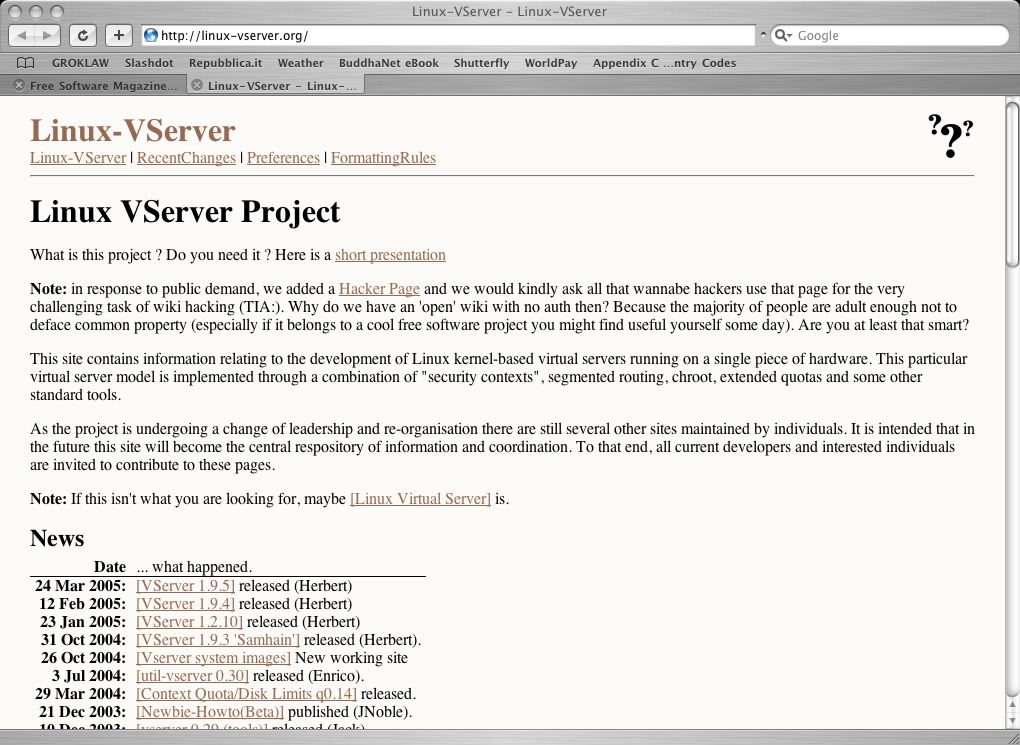 Linux-VServer – Linux-VServer
http://linux-vserver.org/
Google
GROKLAW Slashdot Repubblica.it Weather BuddhaNet eBook Shutterfly WorldPay Appendix C ...ntry Codes
Free Software Magazine... Linux-VServer – Linux-...
Linux-VServer
? ? ?
Linux-VServer | RecentChanges | Preferences | FormattingRules
Linux VServer Project
What is this project ? Do you need it ? Here is a short presentation
Note: in response to public demand, we added a Hacker Page and we would kindly ask all that wannabe hackers use that page for the very
challenging task of wiki hacking (TIA:). Why do we have an 'open' wiki with no auth then? Because the majority of people are adult enough not to
deface common property (especially if it belongs to a cool free software project you might find useful yourself some day). Are you at least that smart?
This site contains information relating to the development of Linux kernel-based virtual servers running on a single piece of hardware. This particular
virtual server model is implemented through a combination of "security contexts", segmented routing, chroot, extended quotas and some other
standard tools.
As the project is undergoing a change of leadership and re-organisation there are still several other sites maintained by individuals. It is intended that in
the future this site will become the central respository of information and coordination. To that end, all current developers and interested individuals
are invited to contribute to these pages.
Note: If this isn't what you are looking for, maybe [Linux Virtual Server] is.
News
Date ... what happened.
24 Mar 2005: [VServer 1.9.5] released (Herbert)
12 Feb 2005: [VServer 1.9.4] released (Herbert)
23 Jan 2005: [VServer 1.2.10] released (Herbert)
31 Oct 2004: [VServer 1.9.3 'Samhain'] released (Herbert).
26 Oct 2004: [Vserver system images] New working site
3 Jul 2004: [util-vserver 0.30] released (Enrico).
29 Mar 2004: [Context Quota/Disk Limits q0.14] released.
21 Dec 2003: [Newbie-Howto(Beta)] published (JNoble).
10 Dec 2003: [vserver 0.29 (tools)] released (Jack)